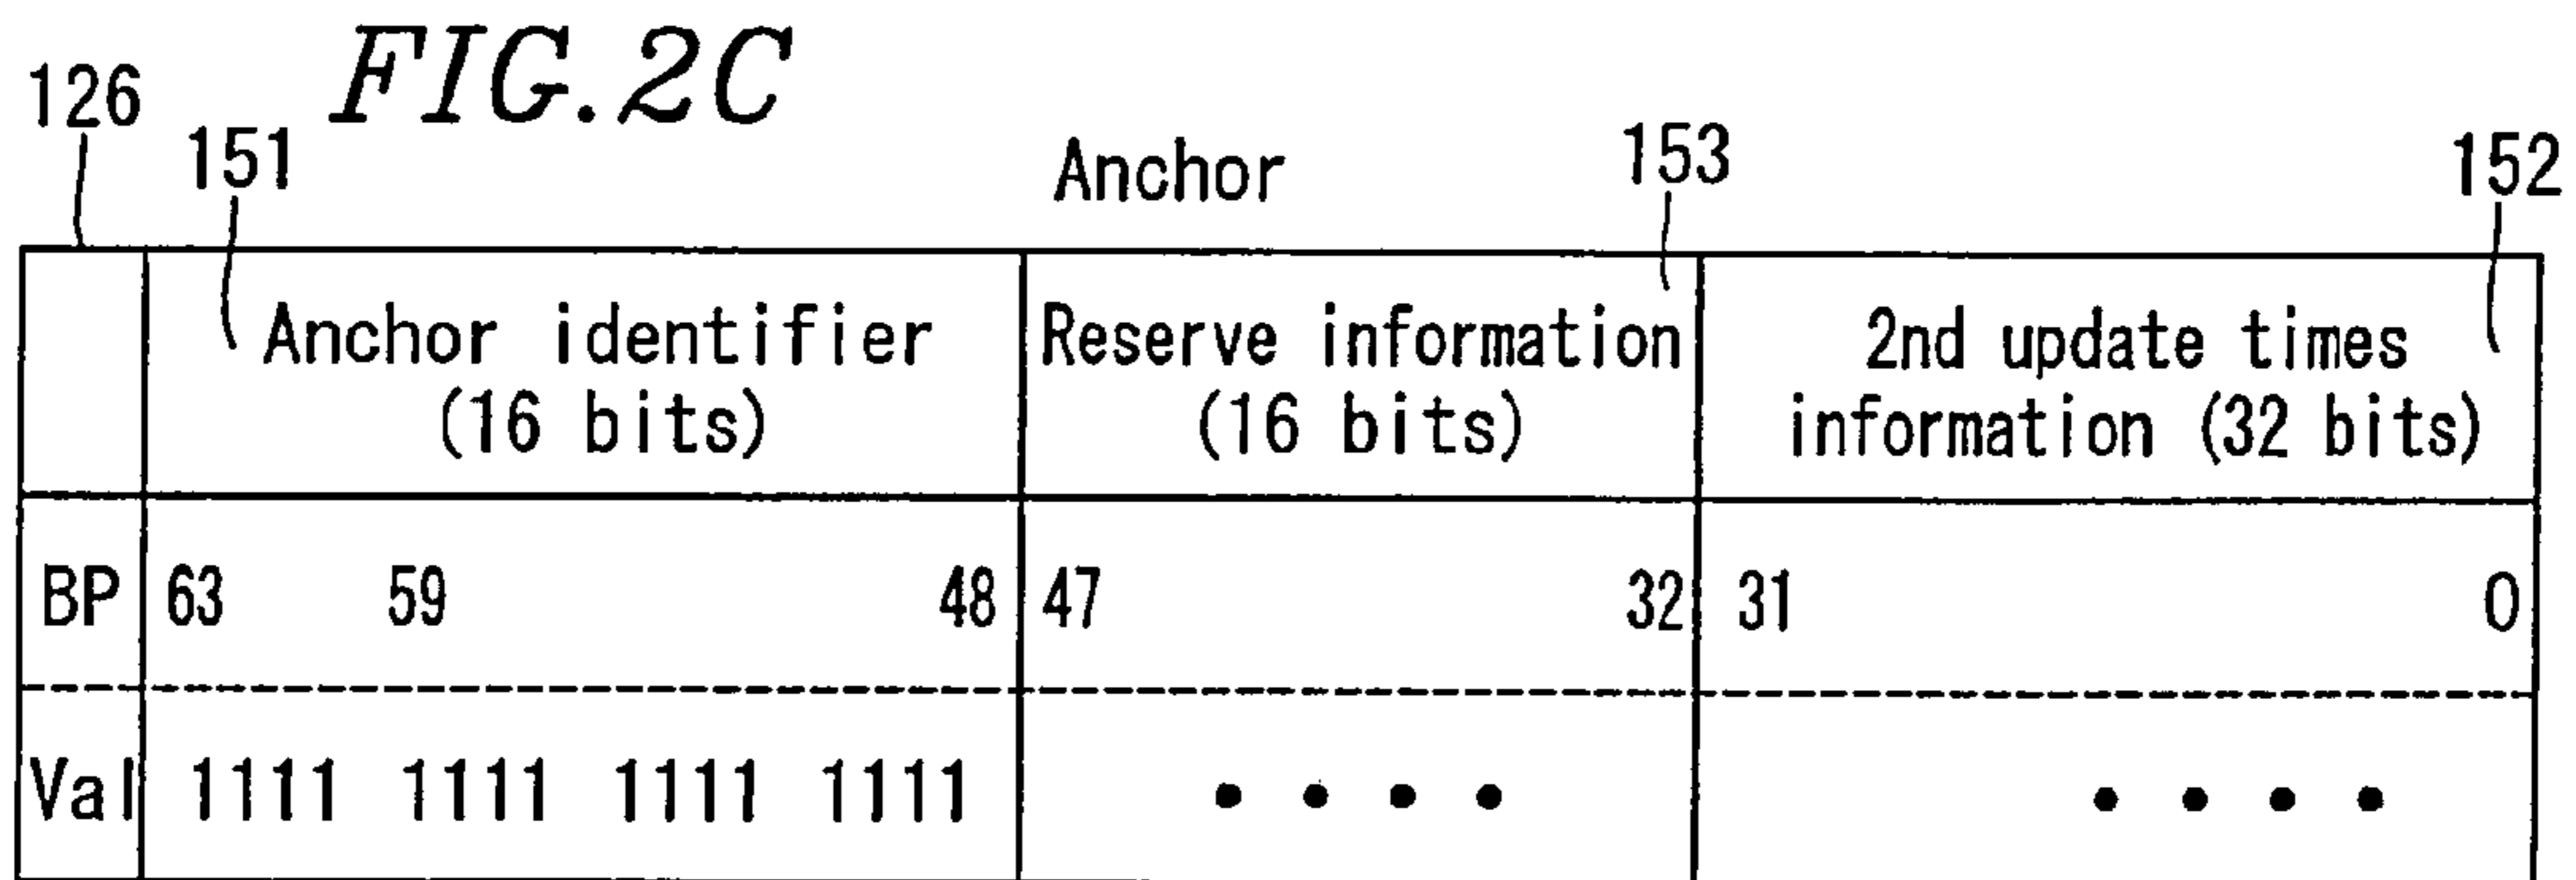 FIG.2C
126
151
Anchor
153
152
Anchor identifier
(16 bits)
Reserve information
(16 bits)
2nd update times
information (32 bits)
BP 63 59 48 47 32 31 0
Val 1111 1111 1111 1111 • • • • • • • •